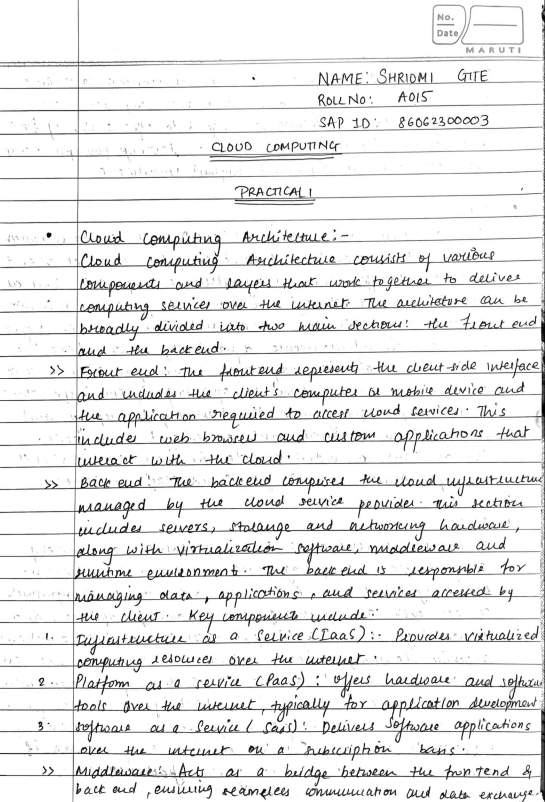 No.
Date
MARUTI
NAME: SHRIDMI GITE
ROLL No: A015
SAP ID: 86062300003
CLOUD COMPUTING
PRACTICAL 1
• Cloud Computing Architecture:-
Cloud computing Architecture consists of various
components and layers that work together to deliver
computing services over the internet. The architeture can be
broadly divided into two main sections: the Front end
and the backend.
>> Front end: The frontend represents the client-side interface
and includes the client's computer or mobile device and
the application required to access cloud services. This
includes web browsers and custom applications that
interact with the cloud.
>> Back end: The backend comprises the cloud infrastructure
managed by the cloud service provider. This section
includes servers, stolange and networking hardware,
along with virtualization software, middleware and
runtime environment. The back end is responsible for
managing data, applications, and services accessed by
the client. Key components include:
1. Infrastructure as a Service (IaaS):- Provides virtualized
computing resources over the internet.
2. Platform as a service (PaaS): offers hardware and software
tools over the internet, typically for application development
3. software as a Service (SaaS): Delivers Software applications
over the internet on a subscription basis.
>> Middleware: Acts as a bridge between the frontend &
back end, ensuring seamless communication and data exchange.